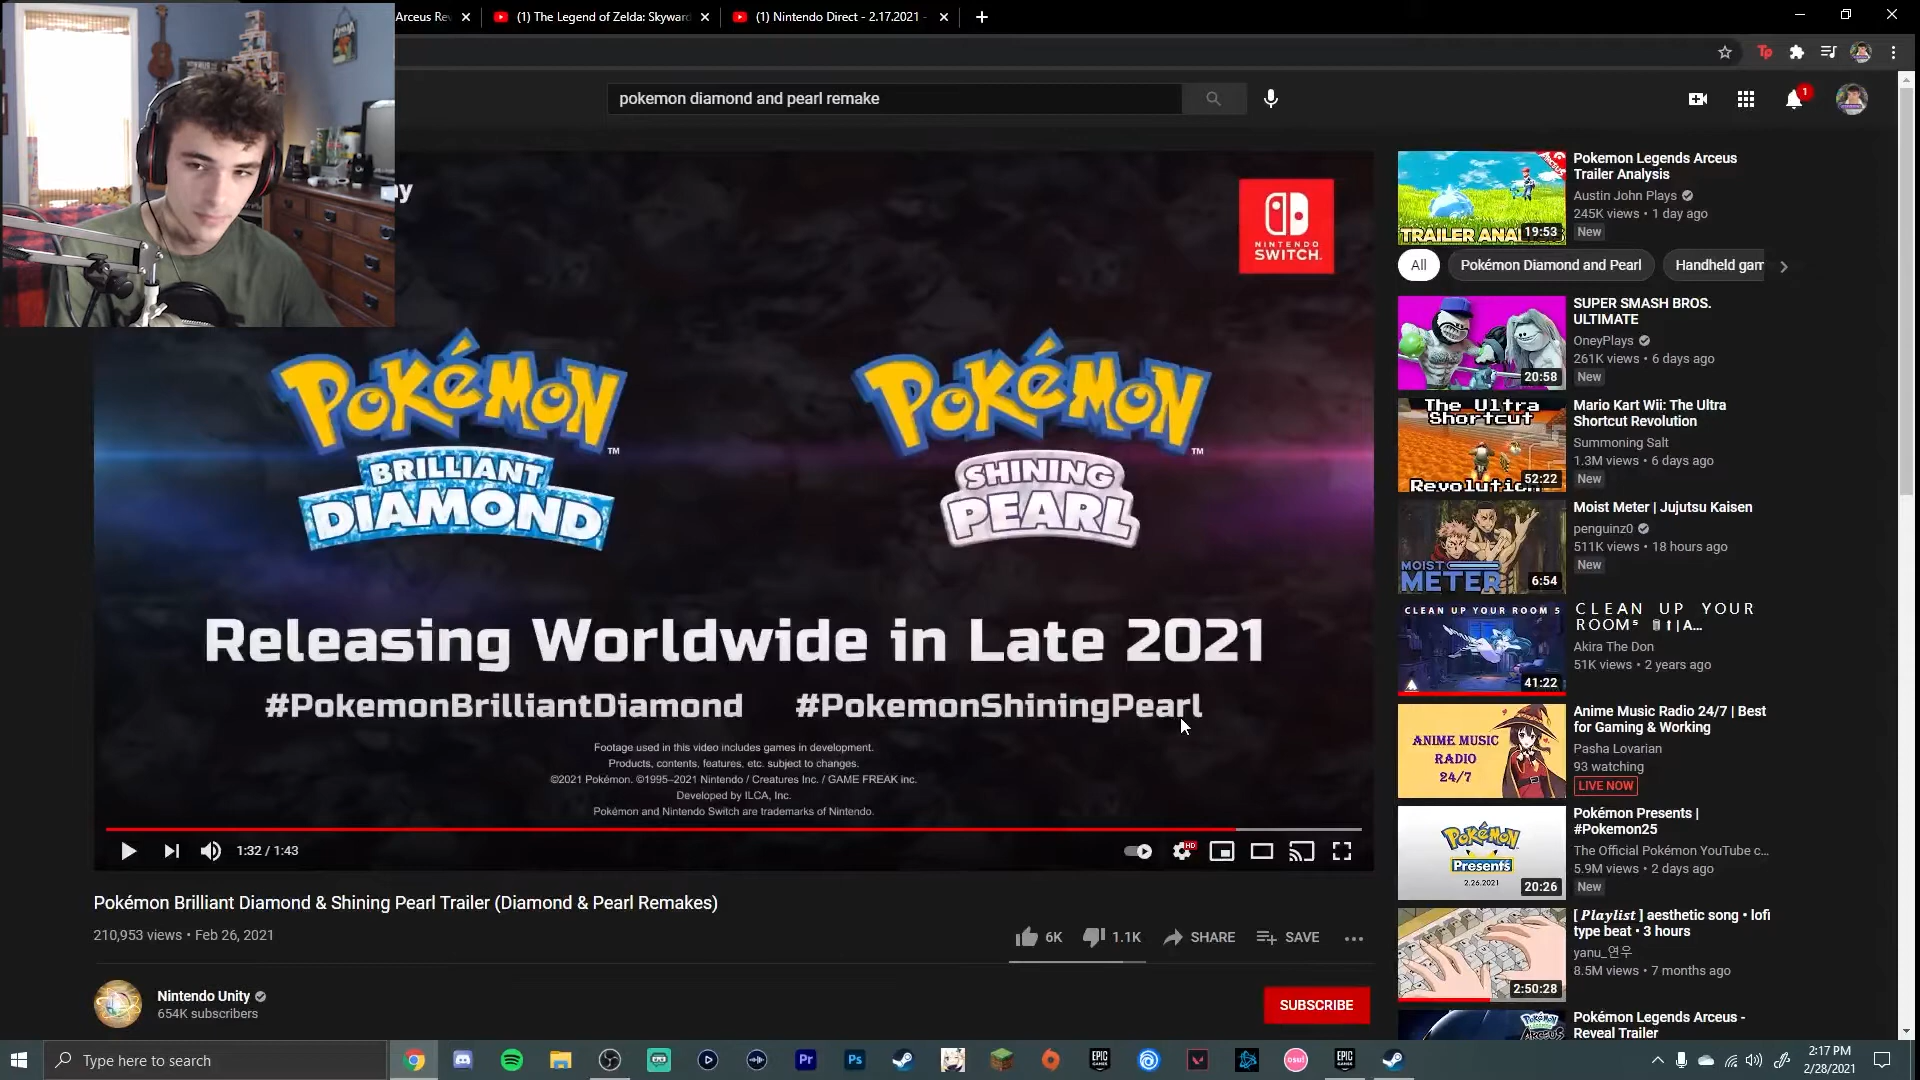 Arceus Rev
(1) The Legend of Zelda: Skyward
(1) Nintendo Direct - 2.17.2021 -
pokemon diamond and pearl remake
1
NINTENDO
SWITCH
POKéMON
BRILLIANT
DIAMOND
TM
POKéMON
SHINING
PEARL
TM
Releasing Worldwide in Late 2021
#PokemonBrilliantDiamond #PokemonShiningPearl
Footage used in this video includes games in development.
Products, contents, features, etc. subject to changes.
©2021 Pokémon. ©1995–2021 Nintendo / Creatures Inc. / GAME FREAK inc.
Developed by ILCA, Inc.
Pokémon and Nintendo Switch are trademarks of Nintendo.
1:32 / 1:43
HD
Pokémon Brilliant Diamond & Shining Pearl Trailer (Diamond & Pearl Remakes)
210,953 views • Feb 26, 2021
6K 1.1K SHARE SAVE
Nintendo Unity
654K subscribers
SUBSCRIBE
TRAILER ANA
19:53
Pokemon Legends Arceus
Trailer Analysis
Austin John Plays
245K views • 1 day ago
New
All Pokémon Diamond and Pearl Handheld gam
20:58
SUPER SMASH BROS.
ULTIMATE
OneyPlays
261K views • 6 days ago
New
The Ultra
Shortcut
Revolution
52:22
Mario Kart Wii: The Ultra
Shortcut Revolution
Summoning Salt
1.3M views • 6 days ago
New
MOIST
METER
6:54
Moist Meter | Jujutsu Kaisen
penguinz0
511K views • 18 hours ago
New
CLEAN UP YOUR ROOM 5
41:22
C L E A N U P Y O U R
R O O M ⁵ | A...
Akira The Don
51K views • 2 years ago
ANIME MUSIC
RADIO
24/7
Anime Music Radio 24/7 | Best
for Gaming & Working
Pasha Lovarian
93 watching
LIVE NOW
POKéMON
Presents
2.26.2021
20:26
Pokémon Presents |
#Pokemon25
The Official Pokémon YouTube c...
5.9M views • 2 days ago
New
2:50:28
[ Playlist ] aesthetic song • lofi
type beat • 3 hours
yanu_연우
8.5M views • 7 months ago
Pokémon Legends Arceus -
Reveal Trailer
Type here to search
Pr
Ps
EPIC
GAMES
osu!
EPIC
GAMES
2:17 PM
2/28/2021